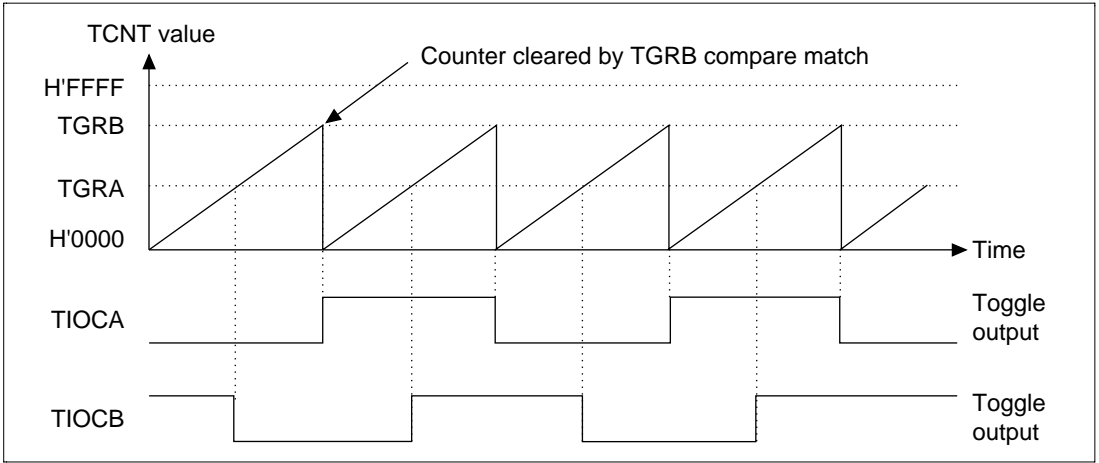 TCNT value
Counter cleared by TGRB compare match
H'FFFF
TGRB
TGRA
H'0000
Time
TIOCA
Toggle
output
TIOCB
Toggle
output